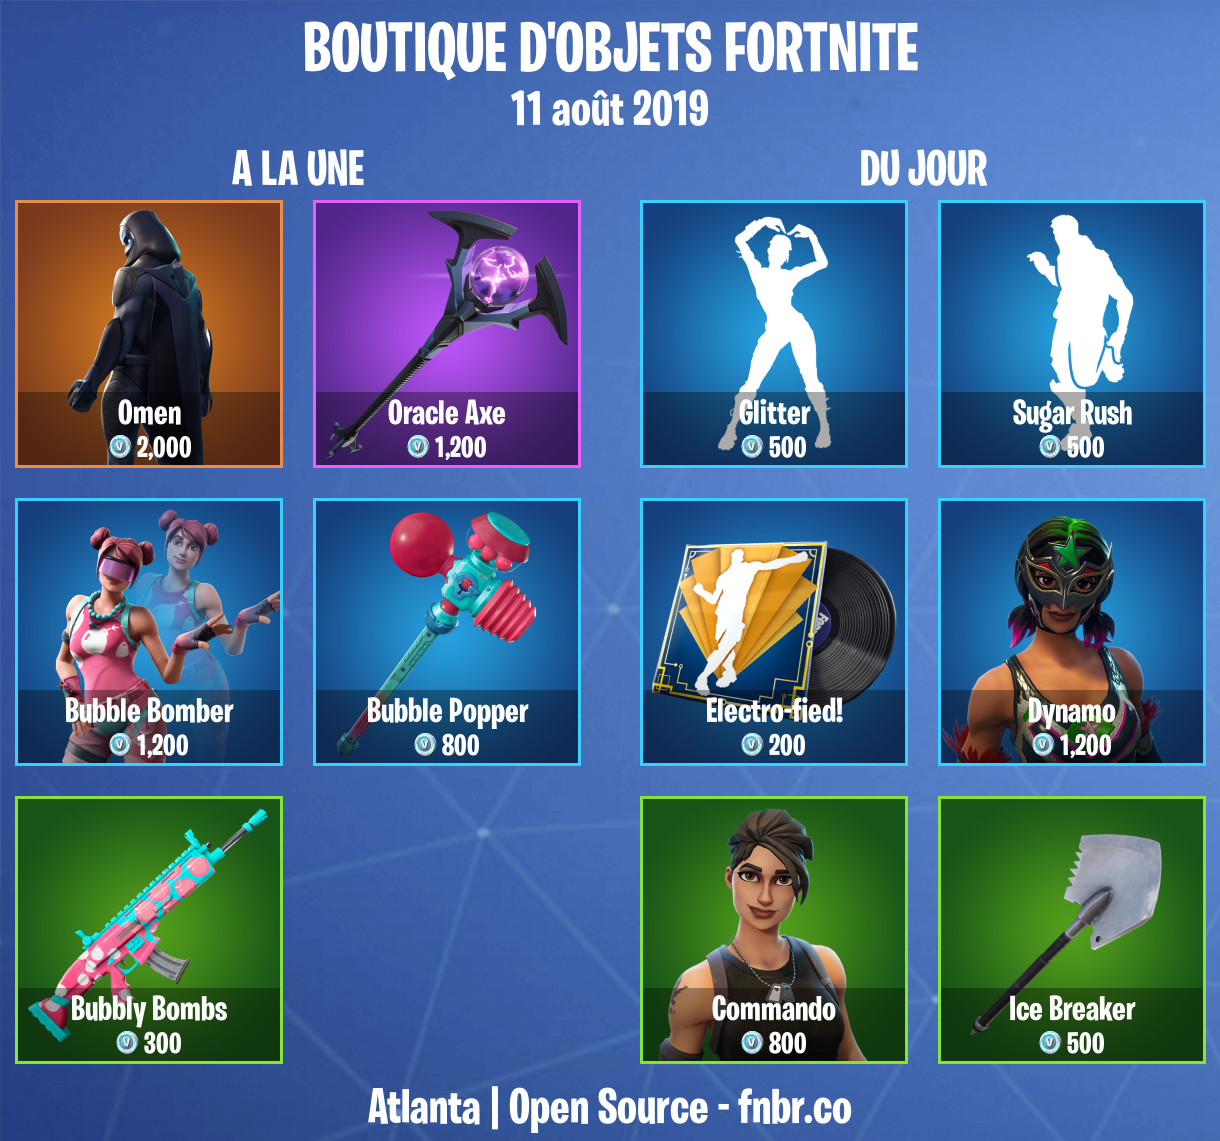 BOUTIQUE D'OBJETS FORTNITE
11 août 2019
A LA UNE
Omen
2,000
Oracle Axe
1,200
Bubble Bomber
1,200
Bubble Popper
800
Bubbly Bombs
300
DU JOUR
Glitter
500
Sugar Rush
500
Electro-fied!
200
Dynamo
1,200
Commando
800
Ice Breaker
500
Atlanta | Open Source - fnbr.co